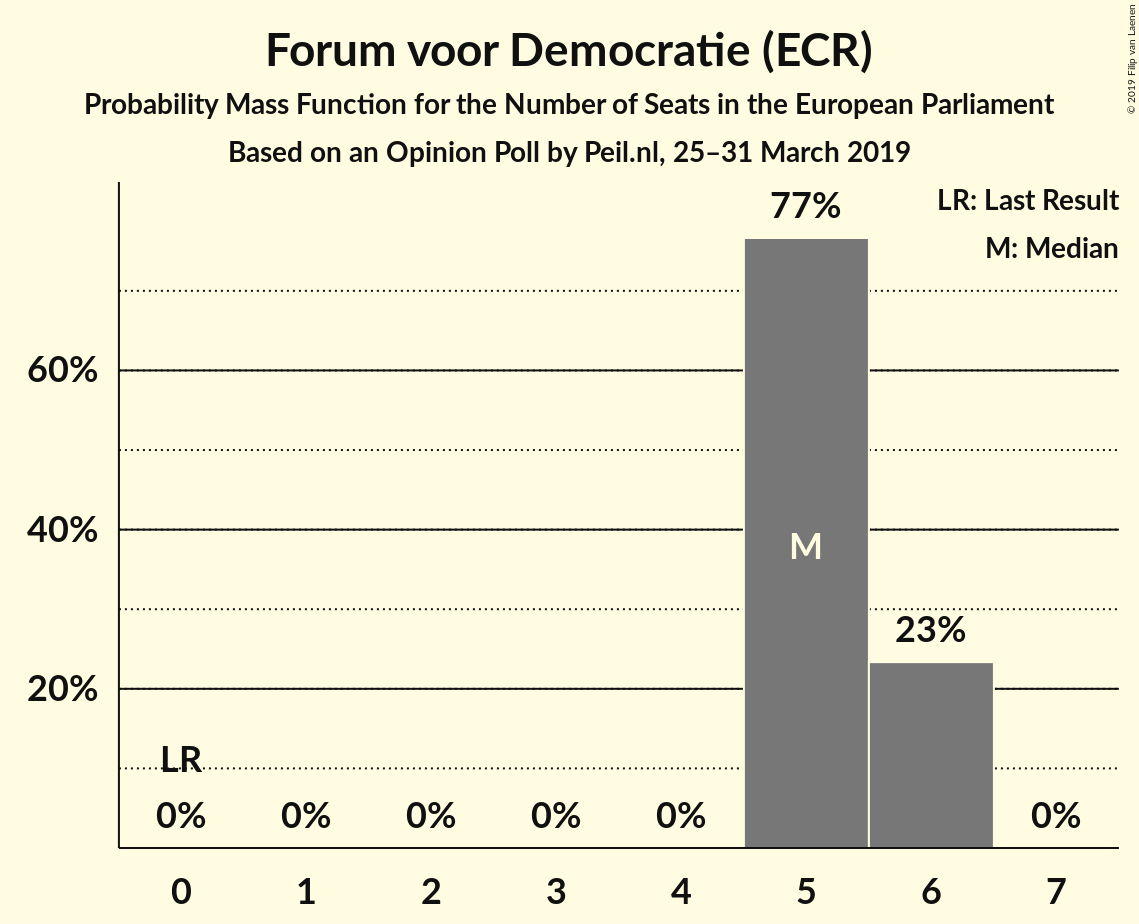 Forum voor Democratie (ECR)
Probability Mass Function for the Number of Seats in the European Parliament
Based on an Opinion Poll by Peil.nl, 25–31 March 2019
© 2019 Filip van Laenen
LR: Last Result
M: Median
77%
60%
40%
M
23%
20%
LR
0% 0% 0% 0% 0% 0%
0 1 2 3 4 5 6 7